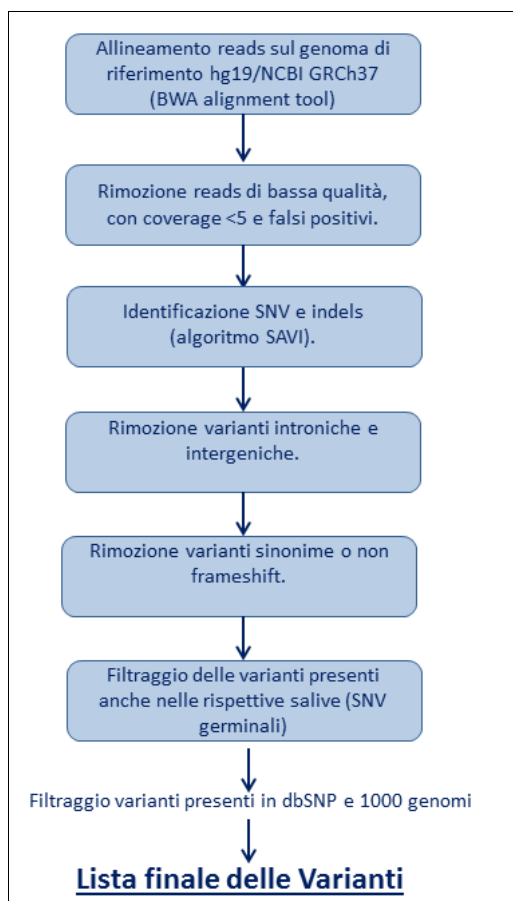 Allineamento reads sul genoma di
riferimento hg19/NCBI GRCh37
(BWA alignment tool)
Rimozione reads di bassa qualità,
con coverage <5 e falsi positivi.
Identificazione SNV e indels
(algoritmo SAVI).
Rimozione varianti introniche e
intergeniche.
Rimozione varianti sinonime o non
frameshift.
Filtraggio delle varianti presenti
anche nelle rispettive salive (SNV
germinali)
Filtraggio varianti presenti in dbSNP e 1000 genomi
Lista finale delle Varianti